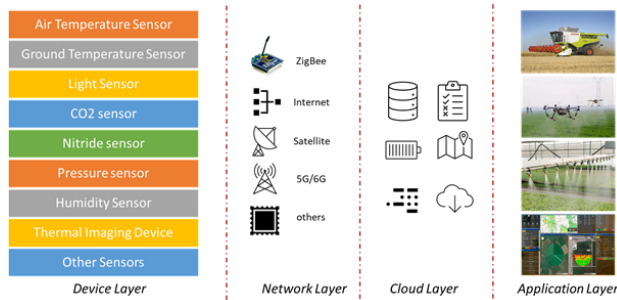 Air Temperature Sensor
Ground Temperature Sensor
Light Sensor
CO2 sensor
Nitride sensor
Pressure sensor
Humidity Sensor
Thermal Imaging Device
Other Sensors
Device Layer
ZigBee
Internet
Satellite
5G/6G
others
Network Layer
Cloud Layer
Application Layer